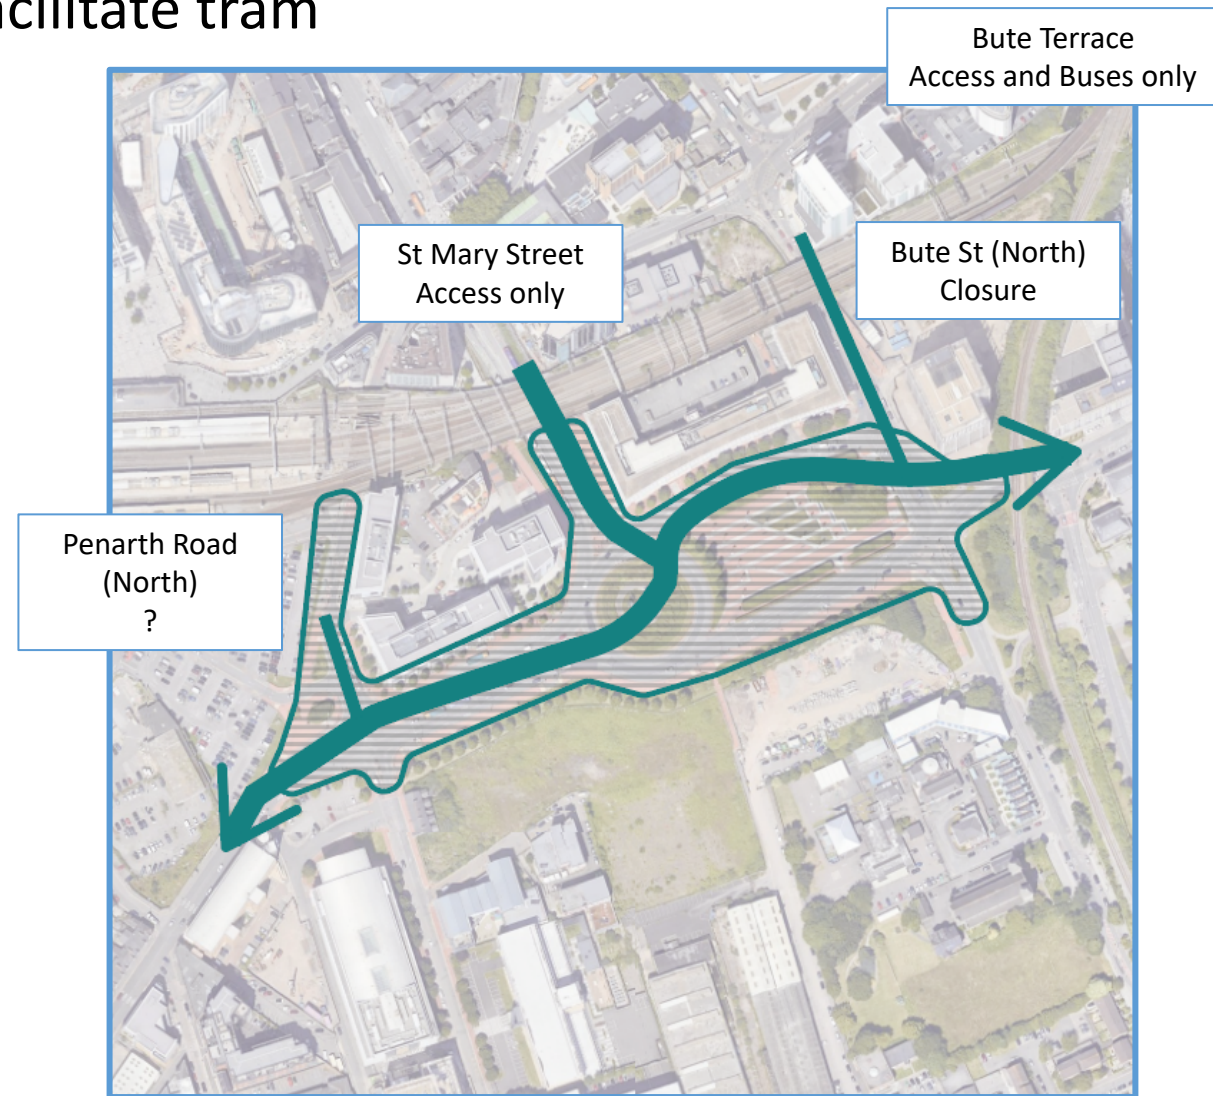 acilitate tram
Bute Terrace
Access and Buses only
St Mary Street
Access only
Bute St (North)
Closure
Penarth Road
(North)
?